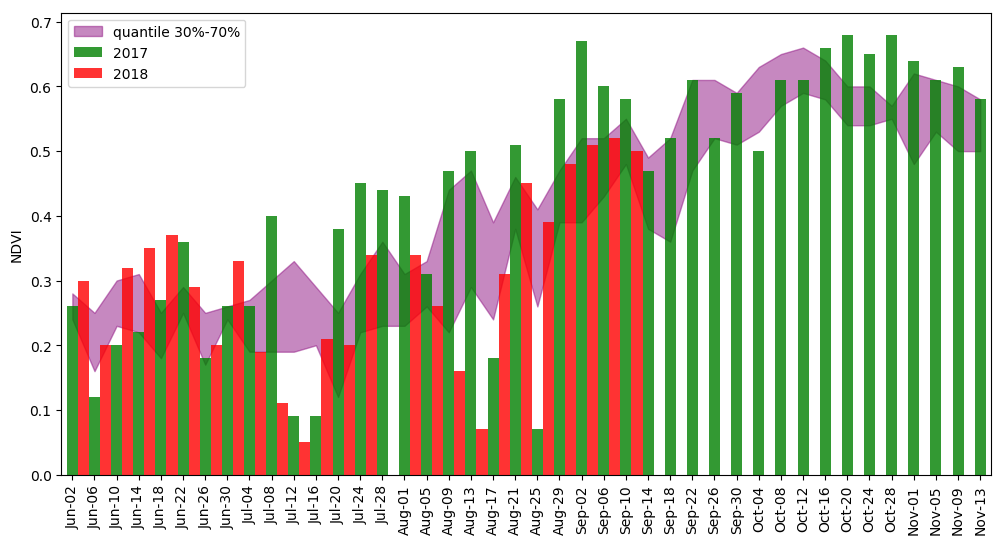 0.7
0.6
0.5
0.4
0.3
0.2
0.1
0.0
NDVI
quantile 30%-70%
2017
2018
Jun-02
Jun-06
Jun-10
Jun-14
Jun-18
Jun-22
Jun-26
Jun-30
Jul-04
Jul-08
Jul-12
Jul-16
Jul-20
Jul-24
Jul-28
Aug-01
Aug-05
Aug-09
Aug-13
Aug-17
Aug-21
Aug-25
Aug-29
Sep-02
Sep-06
Sep-10
Sep-14
Sep-18
Sep-22
Sep-26
Sep-30
Oct-04
Oct-08
Oct-12
Oct-16
Oct-20
Oct-24
Oct-28
Nov-01
Nov-05
Nov-09
Nov-13